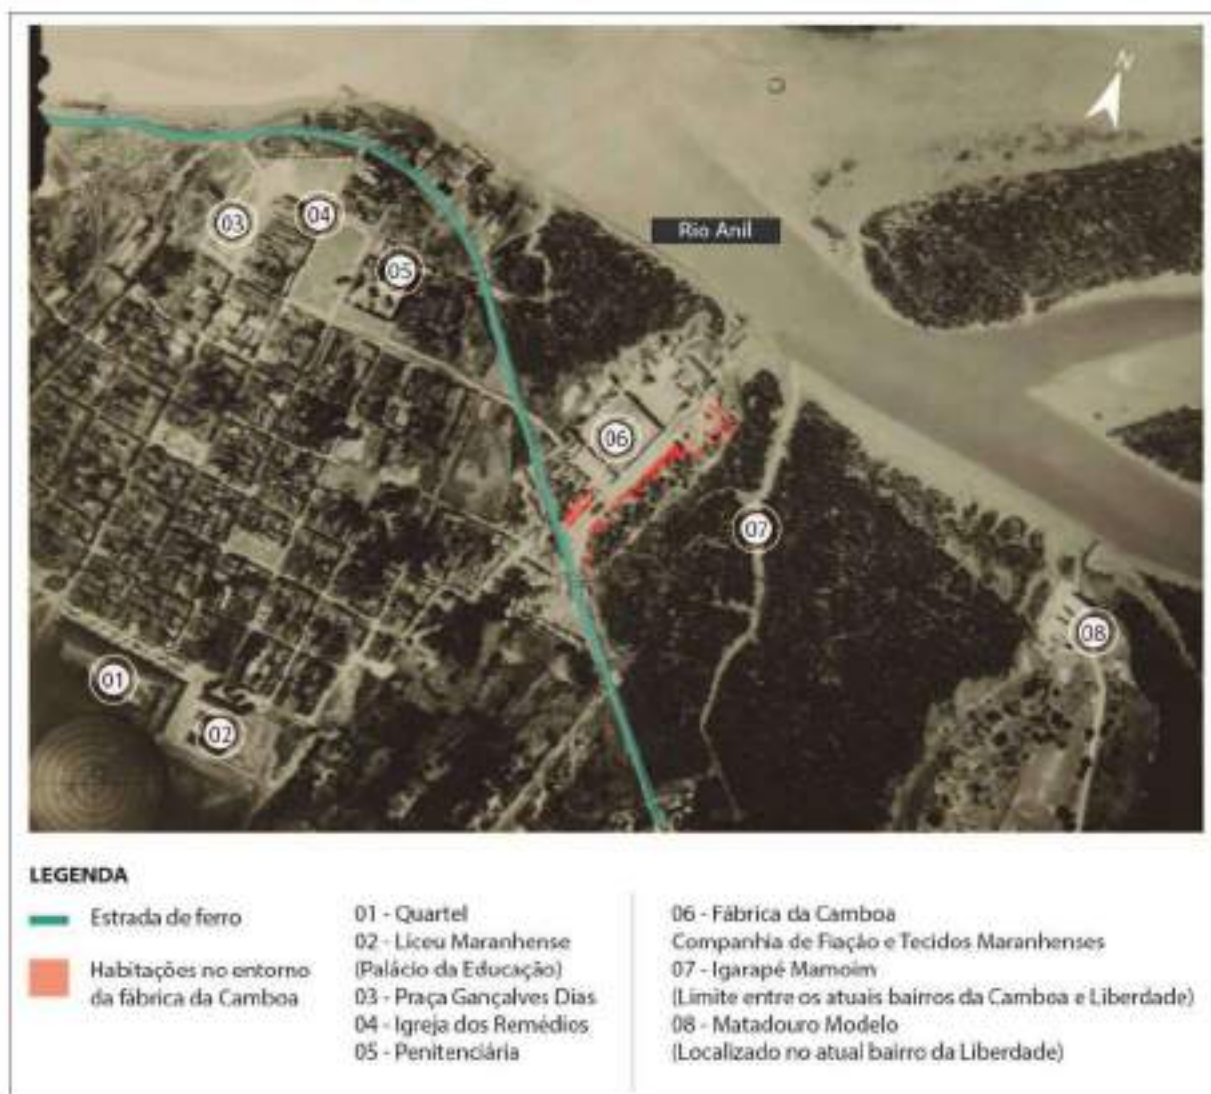 N
03
04
05
Rio Anil
06
07
08
01
02
LEGENDA
Estrada de ferro
Habitações no entorno
da fábrica da Camboa
01 - Quartel
02 - Liceu Maranhense
(Palácio da Educação)
03 - Praça Gançalves Dias
04 - Igreja dos Remédios
05 - Penitenciária
06 - Fábrica da Camboa
Companhia de Fiação e Tecidos Maranhenses
07 - Igarapé Mamoim
(Limite entre os atuais bairros da Camboa e Liberdade)
08 - Matadouro Modelo
(Localizado no atual bairro da Liberdade)